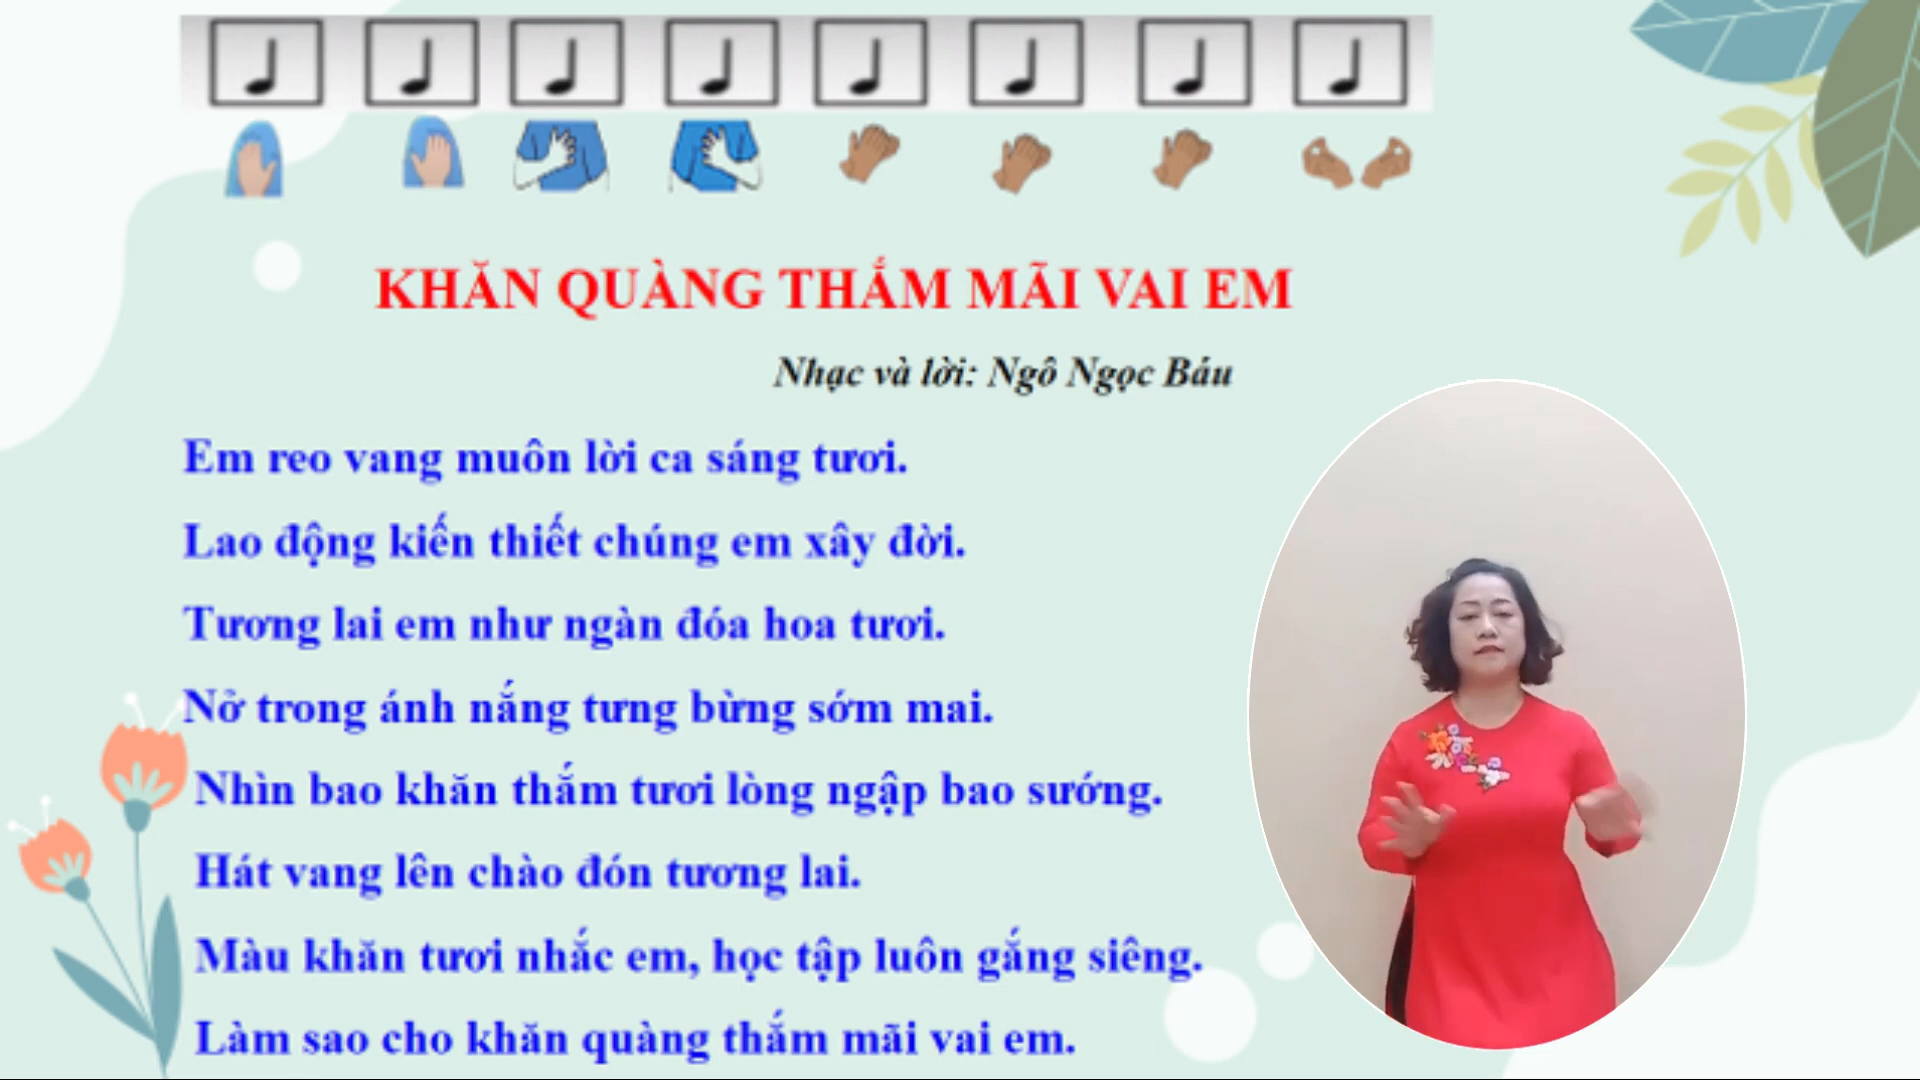 KHĂN QUÀNG THẮM MÃI VAI EM
Nhạc và lời: Ngô Ngọc Báu
Em reo vang muôn lời ca sáng tươi.
Lao động kiến thiết chúng em xây đời.
Tương lai em như ngàn đóa hoa tươi.
Nở trong ánh nắng tưng bừng sớm mai.
Nhìn bao khăn thắm tươi lòng ngập bao sướng.
Hát vang lên chào đón tương lai.
Màu khăn tươi nhắc em, học tập luôn gắng siêng.
Làm sao cho khăn quàng thắm mãi vai em.